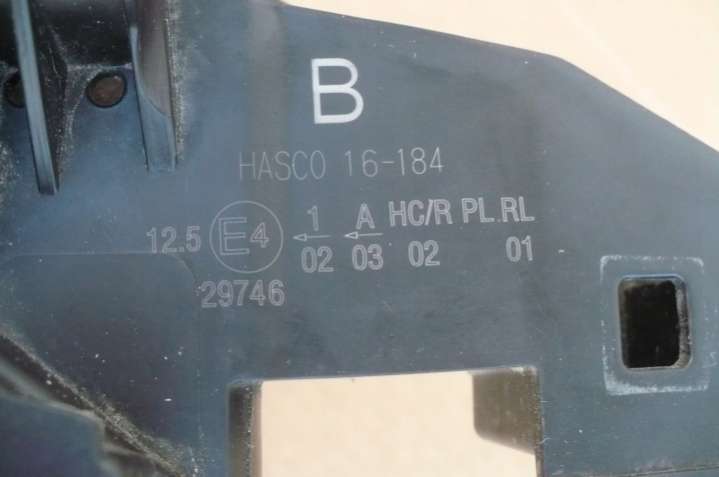 B
HASCO 16-184
12.5 E4 ← 1 ← A HC/R PL.RL
02 03 02 01
29746